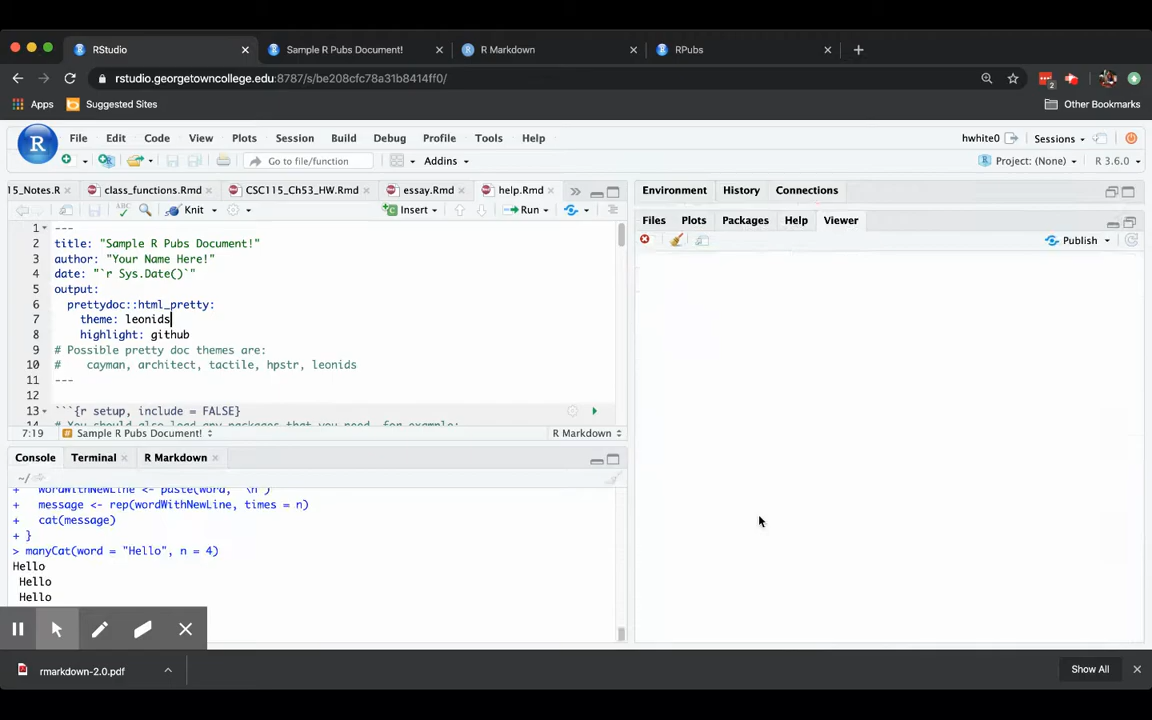 RStudio
Sample R Pubs Document!
R Markdown
RPubs
rstudio.georgetowncollege.edu:8787/s/be208cfc78a31b8414ff0/
2
Apps
Suggested Sites
Other Bookmarks
R
File Edit Code View Plots Session Build Debug Profile Tools Help
hwhite0
Sessions
Go to file/function
Addins
Project: (None)
R 3.6.0
15_Notes.R
class_functions.Rmd
CSC115_Ch53_HW.Rmd
essay.Rmd
help.Rmd
Environment
History
Connections
Knit
Insert
Run
Files
Plots
Packages
Help
Viewer
Publish
1 ---
2 title: "Sample R Pubs Document!"
3 author: "Your Name Here!"
4 date: "`r Sys.Date()`"
5 output:
6 prettydoc::html_pretty:
7 theme: leonids
8 highlight: github
9 # Possible pretty doc themes are:
10 # cayman, architect, tactile, hpstr, leonids
11 ---
12
13 ```{r setup, include = FALSE}
14 # You should also load any packages that you need, for example:
7:19
Sample R Pubs Document!
R Markdown
Console
Terminal
R Markdown
~/
+ wordWithNewLine <- paste(word, "\n")
+ message <- rep(wordWithNewLine, times = n)
+ cat(message)
+ }
> manyCat(word = "Hello", n = 4)
Hello
Hello
Hello
rmarkdown-2.0.pdf
Show All